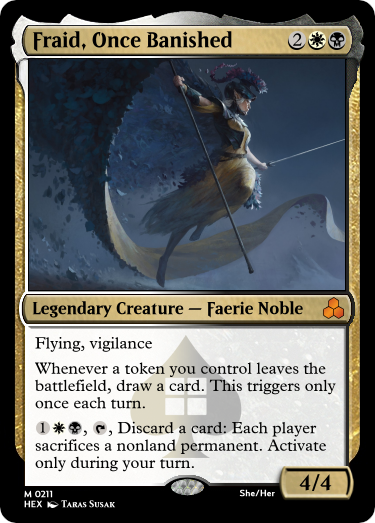 Fraid, Once Banished 2
Legendary Creature — Faerie Noble
Flying, vigilance
Whenever a token you control leaves the
battlefield, draw a card. This triggers only
once each turn.
1, Discard a card: Each player
sacrifices a nonland permanent. Activate
only during your turn.
4/4
M 0211
She/Her
HEX Taras Susak